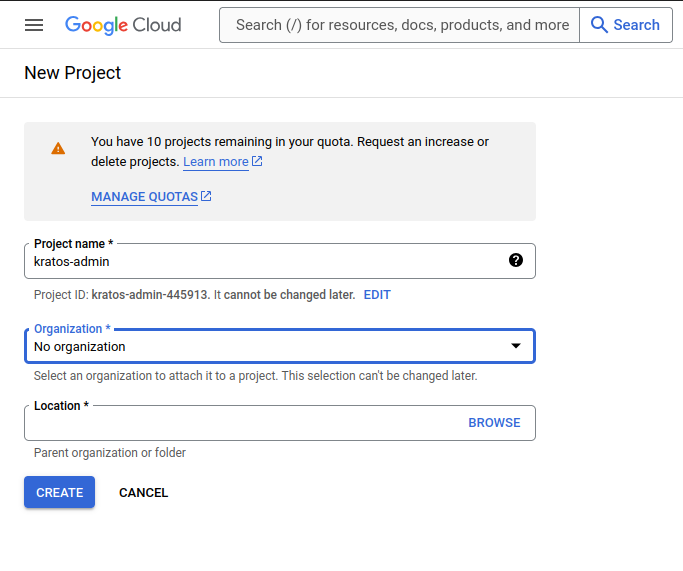 Google Cloud
Search (/) for resources, docs, products, and more
Search
New Project
You have 10 projects remaining in your quota. Request an increase or
delete projects. Learn more
MANAGE QUOTAS
Project name *
kratos-admin
Project ID: kratos-admin-445913. It cannot be changed later. EDIT
Organization *
No organization
Select an organization to attach it to a project. This selection can't be changed later.
Location *
BROWSE
Parent organization or folder
CREATE
CANCEL